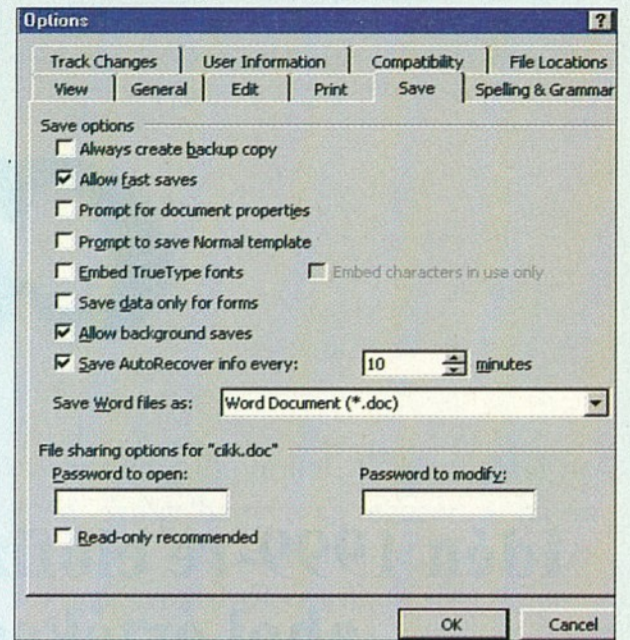 Options
?
Track Changes User Information Compatibility File Locations
View General Edit Print Save Spelling & Grammar
Save options
Always create backup copy
Allow fast saves
Prompt for document properties
Prompt to save Normal template
Embed TrueType fonts Embed characters in use only
Save data only for forms
Allow background saves
Save AutoRecover info every: 10 minutes
Save Word files as: Word Document (*.doc)
File sharing options for "cikk.doc"
Password to open: Password to modify:
Read-only recommended
OK Cancel